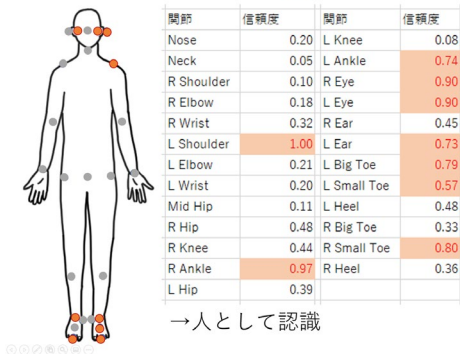 関節 信頼度 関節 信頼度
Nose 0.20 L Knee 0.08
Neck 0.05 L Ankle 0.74
R Shoulder 0.10 R Eye 0.90
R Elbow 0.18 L Eye 0.90
R Wrist 0.32 R Ear 0.45
L Shoulder 1.00 L Ear 0.73
L Elbow 0.21 L Big Toe 0.79
L Wrist 0.20 L Small Toe 0.57
Mid Hip 0.11 L Heel 0.48
R Hip 0.48 R Big Toe 0.33
R Knee 0.44 R Small Toe 0.80
R Ankle 0.97 R Heel 0.36
L Hip 0.39
→人として認識